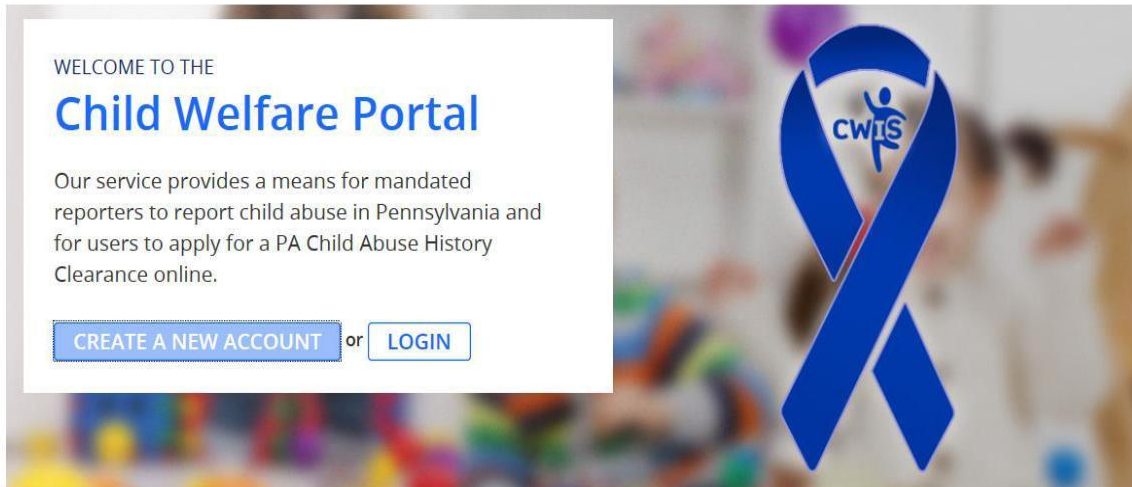 WELCOME TO THE
Child Welfare Portal
Our service provides a means for mandated
reporters to report child abuse in Pennsylvania and
for users to apply for a PA Child Abuse History
Clearance online.
CREATE A NEW ACCOUNT or LOGIN
CWIS